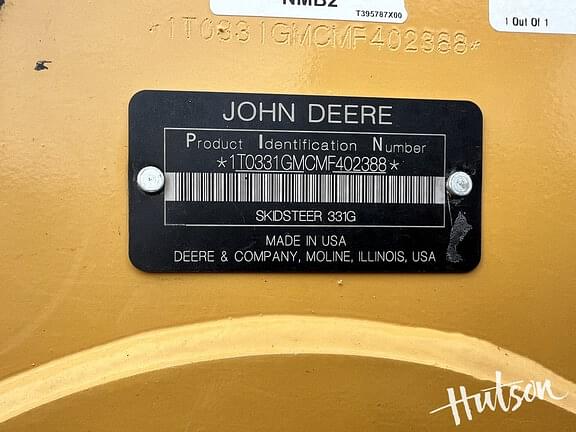 NMB2
T395787X00
1 Out Of 1
*1T0331GMCMF402388*
JOHN DEERE
Product Identification Number
*1T0331GMCMF402388*
SKIDSTEER 331G
MADE IN USA
DEERE & COMPANY, MOLINE, ILLINOIS, USA
Hutson